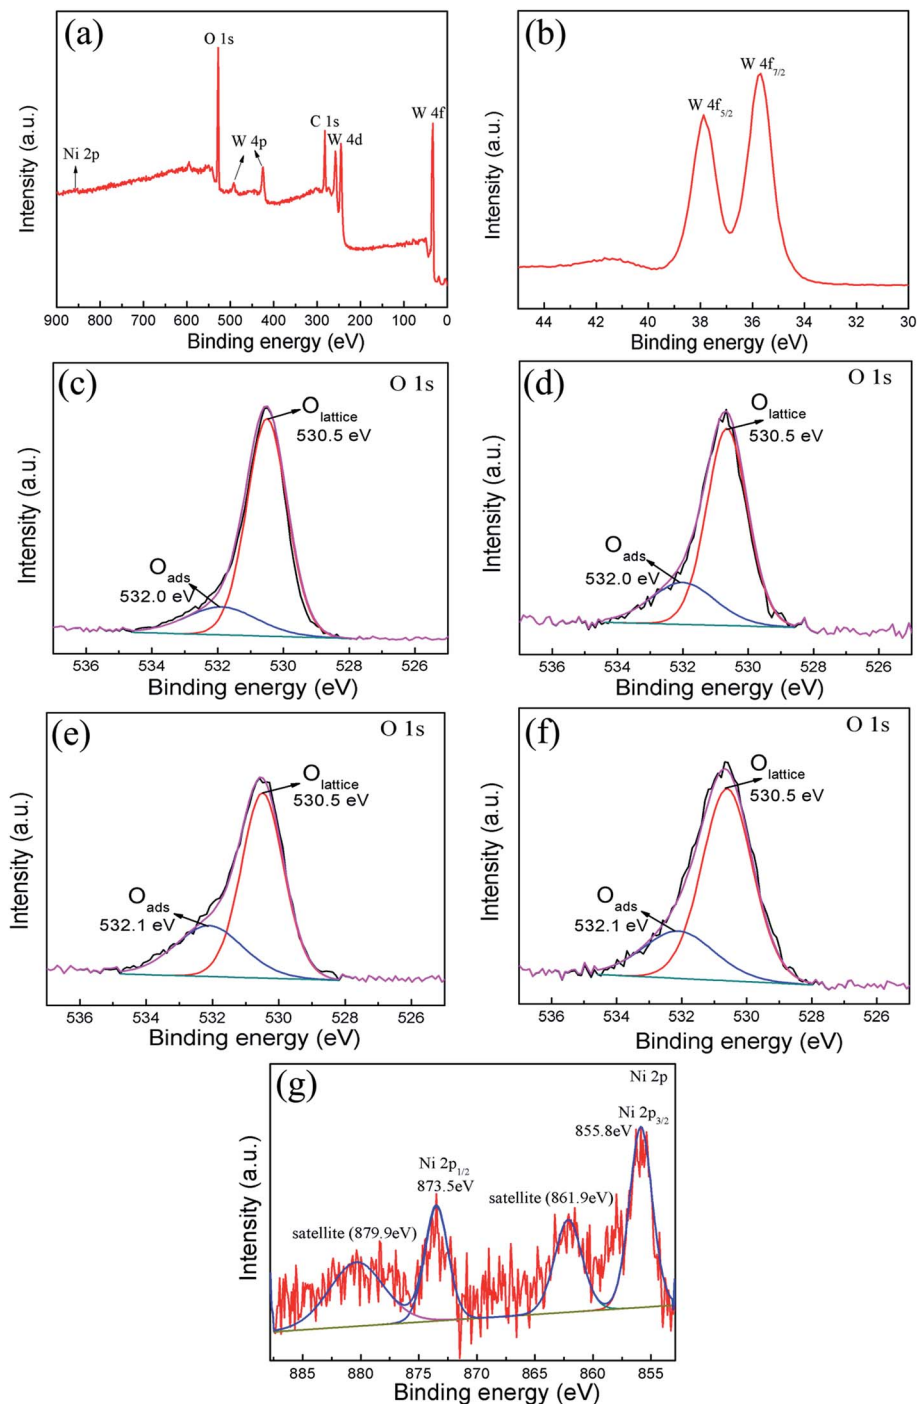 (a)
O 1s
C 1s
W 4f
W 4p
W 4d
Ni 2p
Intensity (a.u.)
900 800 700 600 500 400 300 200 100 0
Binding energy (eV)
(b)
W 4f7/2
W 4f5/2
Intensity (a.u.)
44 42 40 38 36 34 32 30
Binding energy (eV)
(c)
O 1s
Olattice
530.5 eV
Oads
532.0 eV
Intensity (a.u.)
536 534 532 530 528 526
Binding energy (eV)
(d)
O 1s
Olattice
530.5 eV
Oads
532.0 eV
Intensity (a.u.)
536 534 532 530 528 526
Binding energy (eV)
(e)
O 1s
Olattice
530.5 eV
Oads
532.1 eV
Intensity (a.u.)
536 534 532 530 528 526
Binding energy (eV)
(f)
O 1s
Olattice
530.5 eV
Oads
532.1 eV
Intensity (a.u.)
536 534 532 530 528 526
Binding energy (eV)
(g)
Ni 2p
Ni 2p3/2
855.8eV
Ni 2p1/2
873.5eV
satellite (861.9eV)
satellite (879.9eV)
Intensity (a.u.)
885 880 875 870 865 860 855
Binding energy (eV)